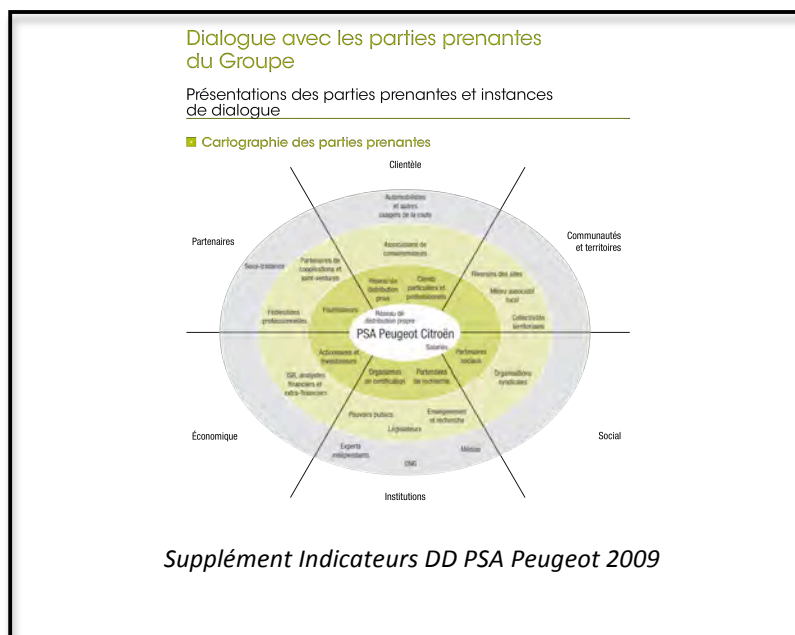 Dialogue avec les parties prenantes
du Groupe
Présentations des parties prenantes et instances
de dialogue
Cartographie des parties prenantes
Clientèle
Automobilistes
et autres
usagers de la route
Partenaires
Communautés
et territoires
Associations de
consommateurs
Sous-traitance
Partenaires de
coopérations et
joint-ventures
Riverains des sites
Réseau de
distribution
privé
Clients
particuliers et
professionnels
Milieu associatif
local
Fédérations
professionnelles
Fournisseurs
Réseau de
distribution propre
Collectivités
territoriales
PSA Peugeot Citroën
Salariés
Actionnaires et
investisseurs
Partenaires
sociaux
ISR, analystes
financiers et
extra-financiers
Organismes
de certification
Partenaires
de recherche
Organisations
syndicales
Pouvoirs publics
Enseignement
et recherche
Législateurs
Économique
Social
Experts
indépendants
ONG
Médias
Institutions
Supplément Indicateurs DD PSA Peugeot 2009